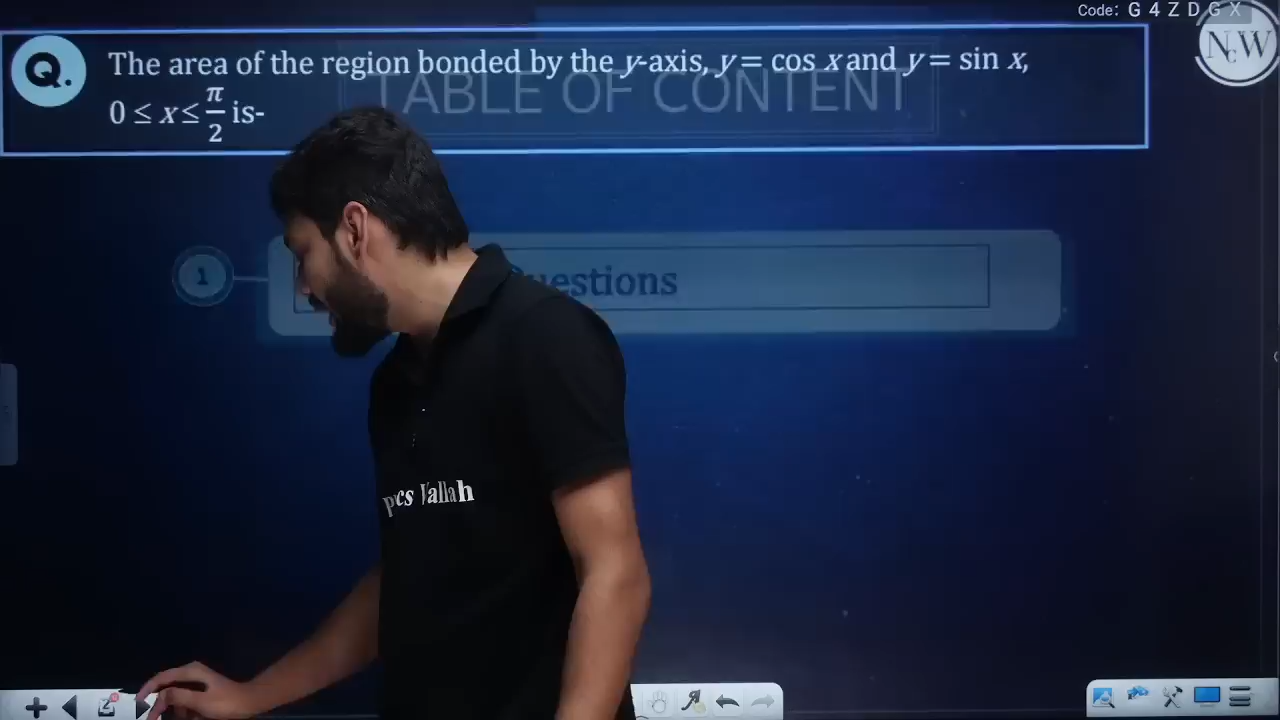 Code: G 4 Z D G X
NcW
Q. The area of the region bonded by the y-axis, y = cos x and y = sin x,
0 ≤ x ≤ π/2 is-
TABLE OF CONTENT
1
uestions
Vallah